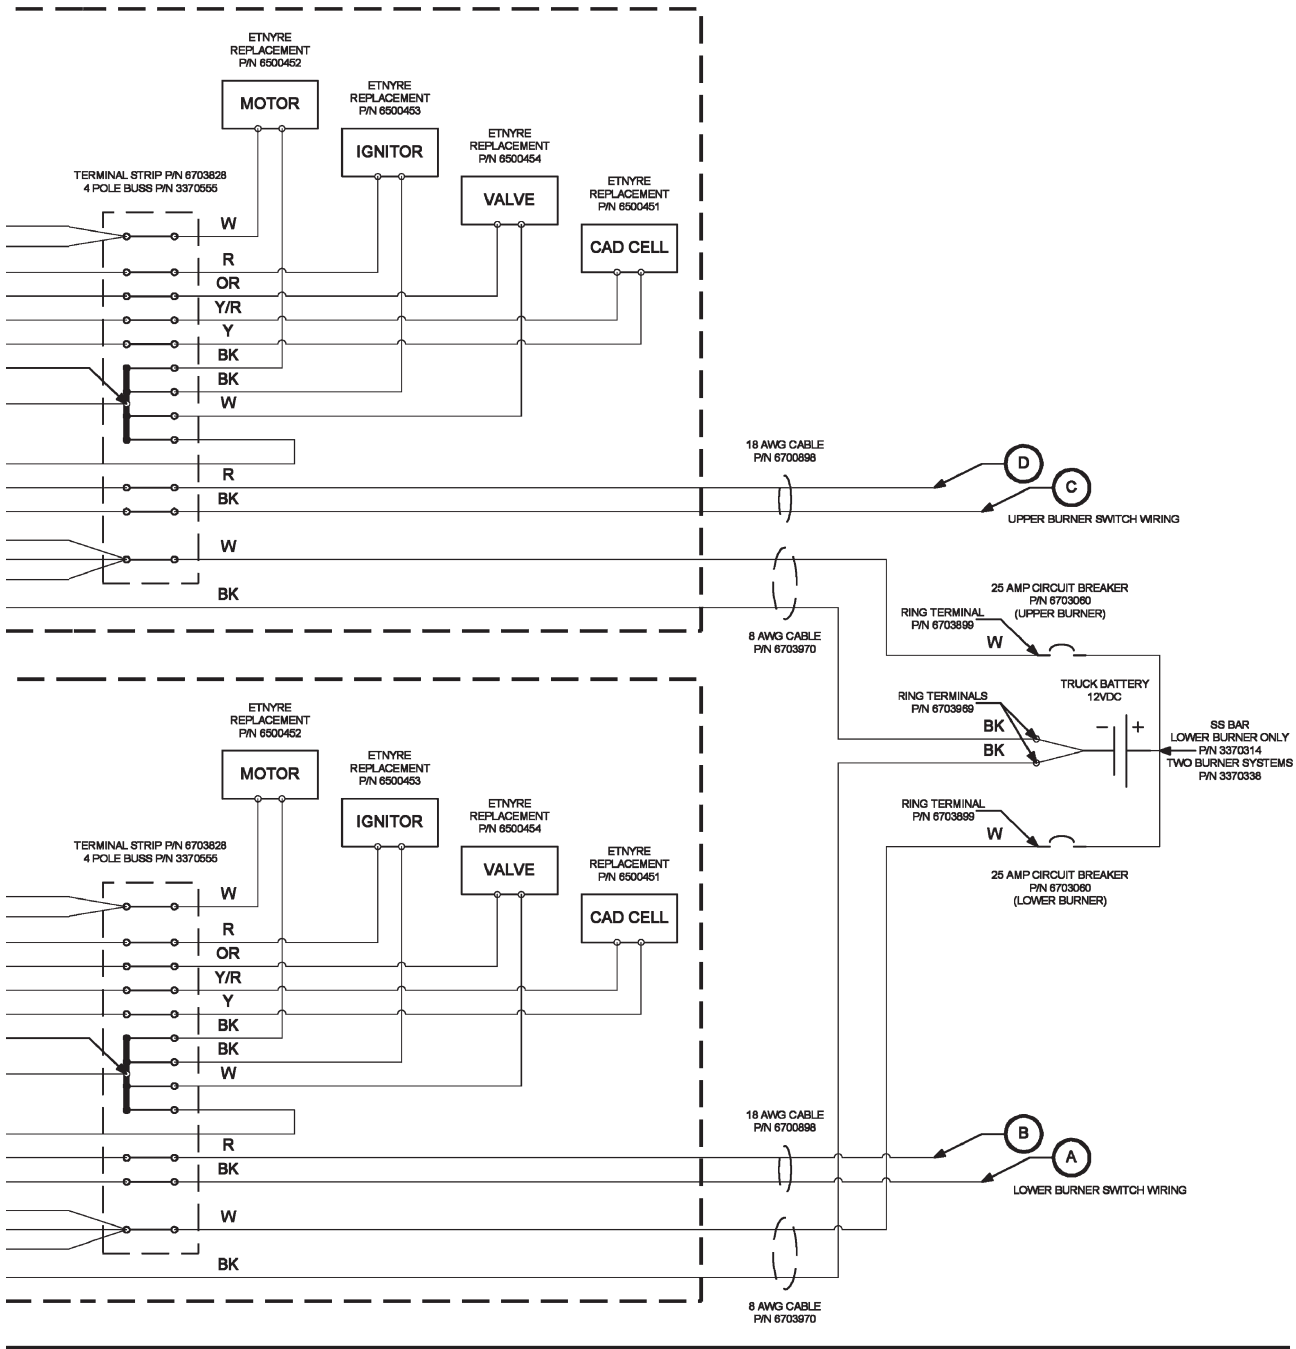 ETNYRE
REPLACEMENT
P/N 6500452
MOTOR
ETNYRE
REPLACEMENT
P/N 6500453
IGNITOR
ETNYRE
REPLACEMENT
P/N 6500454
VALVE
ETNYRE
REPLACEMENT
P/N 6500451
CAD CELL
TERMINAL STRIP P/N 6703828
4 POLE BUSS P/N 3370555
W
R
OR
Y/R
Y
BK
BK
W
R
BK
W
BK
18 AWG CABLE
P/N 6700898
D
C
UPPER BURNER SWITCH WIRING
8 AWG CABLE
P/N 6703970
25 AMP CIRCUIT BREAKER
P/N 6703060
(UPPER BURNER)
RING TERMINAL
P/N 6703899
W
TRUCK BATTERY
12VDC
RING TERMINALS
P/N 6703969
BK
BK
− +
SS BAR
LOWER BURNER ONLY
P/N 3370314
TWO BURNER SYSTEMS
P/N 3370336
RING TERMINAL
P/N 6703899
W
25 AMP CIRCUIT BREAKER
P/N 6703060
(LOWER BURNER)
ETNYRE
REPLACEMENT
P/N 6500452
MOTOR
ETNYRE
REPLACEMENT
P/N 6500453
IGNITOR
ETNYRE
REPLACEMENT
P/N 6500454
VALVE
ETNYRE
REPLACEMENT
P/N 6500451
CAD CELL
TERMINAL STRIP P/N 6703828
4 POLE BUSS P/N 3370555
W
R
OR
Y/R
Y
BK
BK
W
R
BK
W
BK
18 AWG CABLE
P/N 6700898
B
A
LOWER BURNER SWITCH WIRING
8 AWG CABLE
P/N 6703970